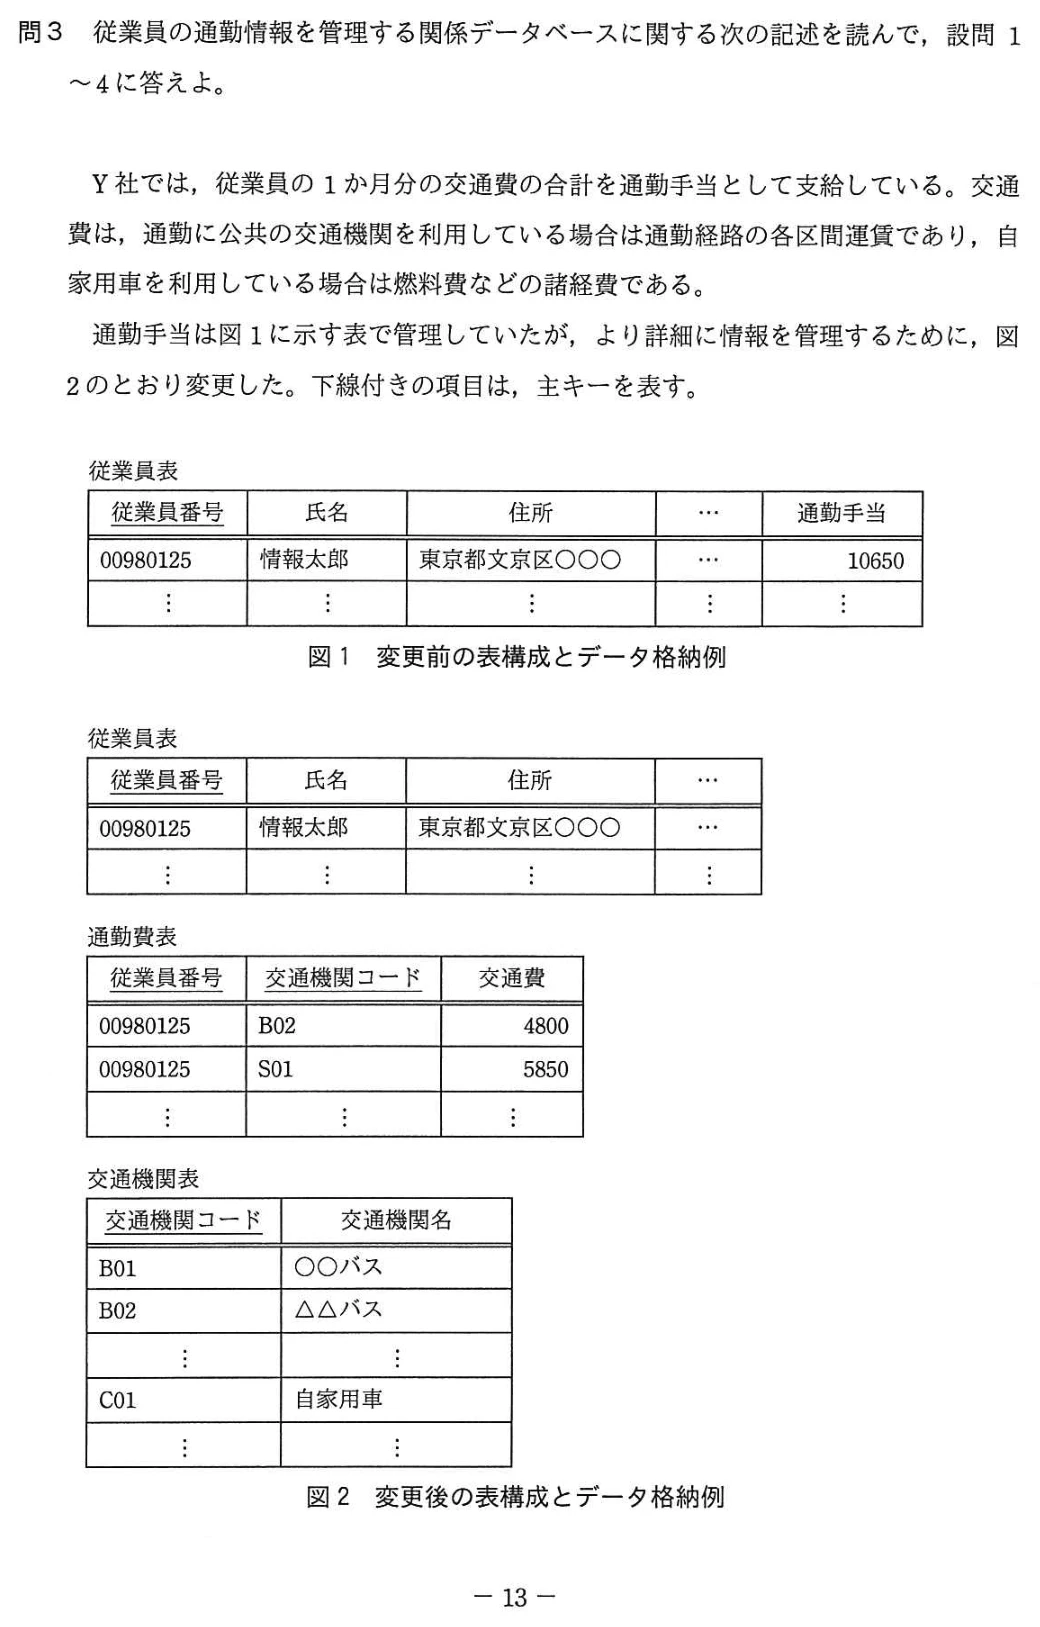 問3 従業員の通勤情報を管理する関係データベースに関する次の記述を読んで，設問 1
～4に答えよ。
Y社では，従業員の1か月分の交通費の合計を通勤手当として支給している。交通
費は，通勤に公共の交通機関を利用している場合は通勤経路の各区間運賃であり，自
家用車を利用している場合は燃料費などの諸経費である。
通勤手当は図1に示す表で管理していたが，より詳細に情報を管理するために，図
2のとおり変更した。下線付きの項目は，主キーを表す。
従業員表
従業員番号 氏名 住所 … 通勤手当
00980125 情報太郎 東京都文京区○○○ … 10650
⋮ ⋮ ⋮ ⋮ ⋮
図1 変更前の表構成とデータ格納例
従業員表
従業員番号 氏名 住所 …
00980125 情報太郎 東京都文京区○○○ …
⋮ ⋮ ⋮ ⋮
通勤費表
従業員番号 交通機関コード 交通費
00980125 B02 4800
00980125 S01 5850
⋮ ⋮ ⋮
交通機関表
交通機関コード 交通機関名
B01 ○○バス
B02 △△バス
⋮ ⋮
C01 自家用車
⋮ ⋮
図2 変更後の表構成とデータ格納例
－ 13 －